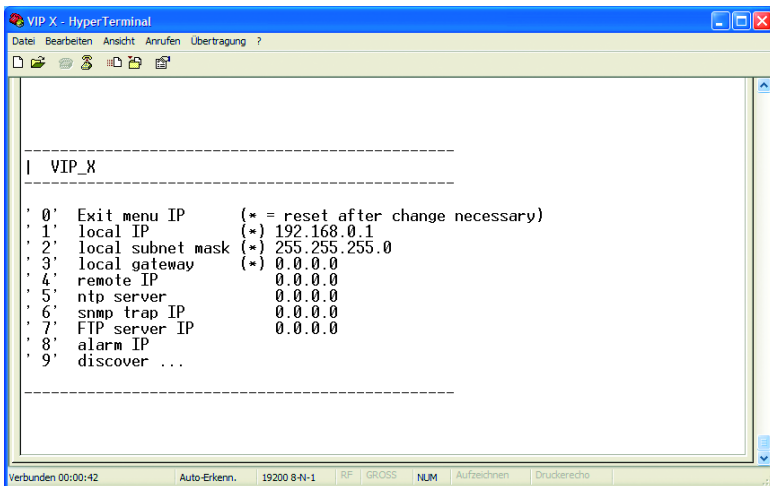 VIP X - HyperTerminal
Datei Bearbeiten Ansicht Anrufen Übertragung ?
------------------------------------------------
| VIP_X
------------------------------------------------
'0' Exit menu IP (* = reset after change necessary)
'1' local IP (*) 192.168.0.1
'2' local subnet mask (*) 255.255.255.0
'3' local gateway (*) 0.0.0.0
'4' remote IP 0.0.0.0
'5' ntp server 0.0.0.0
'6' snmp trap IP 0.0.0.0
'7' FTP server IP 0.0.0.0
'8' alarm IP
'9' discover ...
------------------------------------------------
Verbunden 00:00:42 Auto-Erkenn. 19200 8-N-1 RF GROSS NUM Aufzeichnen Druckerecho